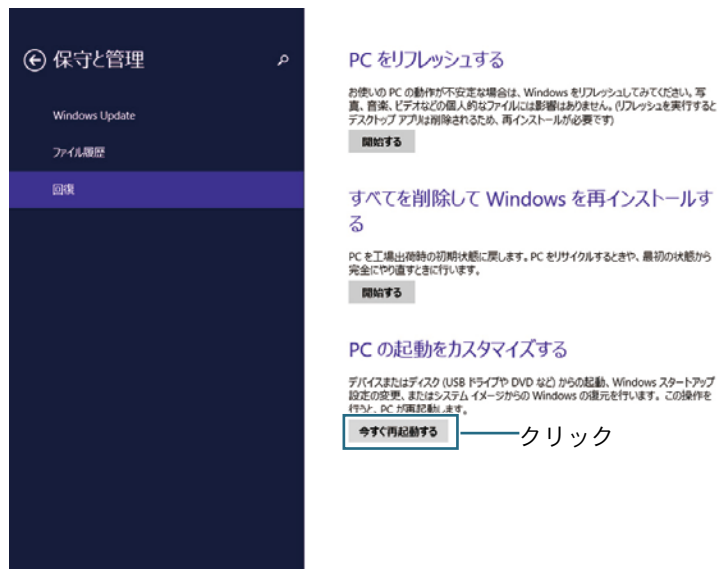 保守と管理
Windows Update
ファイル履歴
回復
PC をリフレッシュする
お使いの PC の動作が不安定な場合は、Windows をリフレッシュしてみてください。写
真、音楽、ビデオなどの個人的なファイルには影響はありません。(リフレッシュを実行すると
デスクトップ アプリは削除されるため、再インストールが必要です)
開始する
すべてを削除して Windows を再インストールす
る
PC を工場出荷時の初期状態に戻します。PC をリサイクルするときや、最初の状態から
完全にやり直すときに行います。
開始する
PC の起動をカスタマイズする
デバイスまたはディスク (USB ドライブや DVD など) からの起動、Windows スタートアップ
設定の変更、またはシステム イメージからの Windows の復元を行います。この操作を
行うと、PC が再起動します。
今すぐ再起動する
クリック